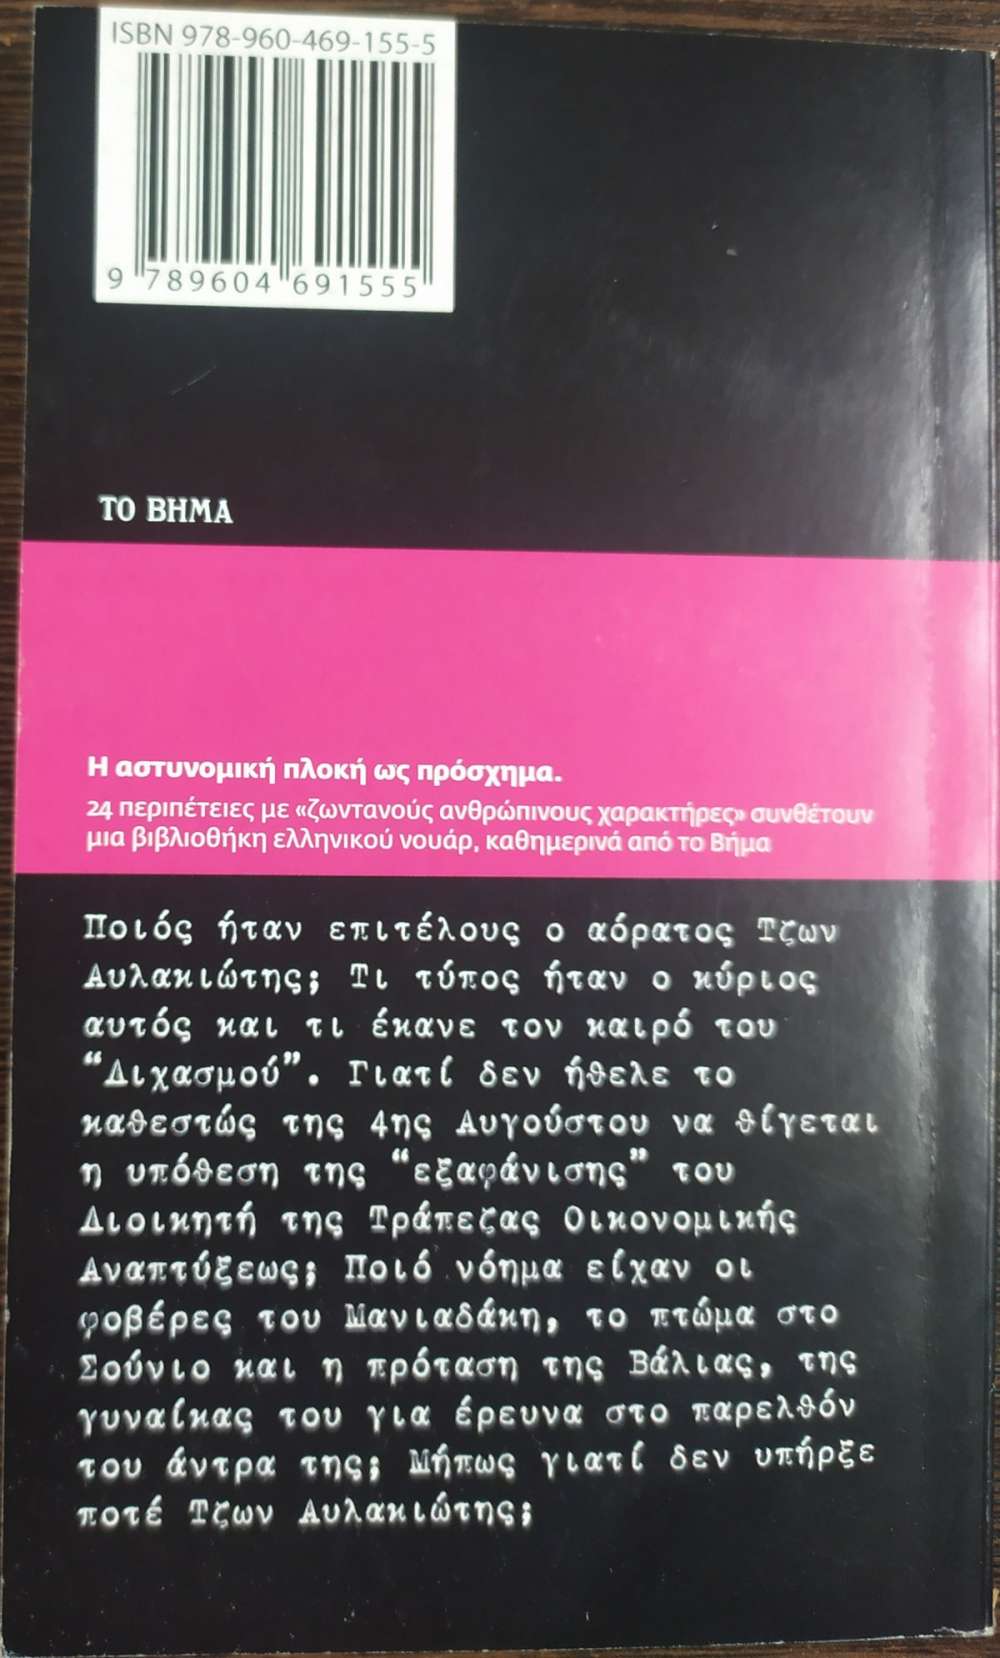 ISBN 978-960-469-155-5
9 789604 691555
ΤΟ ΒΗΜΑ
Η αστυνομική πλοκή ως πρόσχημα.
24 περιπέτειες με «ζωντανούς ανθρώπινους χαρακτήρες» συνθέτουν
μια βιβλιοθήκη ελληνικού νουάρ, καθημερινά από το Βήμα
Ποιός ήταν επιτέλους ο αόρατος Τζων
Αυλακιώτης; Τι τύπος ήταν ο κύριος
αυτός και τι έκανε τον καιρό του
“Διχασμού”. Γιατί δεν ήθελε το
καθεστώς της 4ης Αυγούστου να θίγεται
η υπόθεση της “εξαφάνισης” του
Διοικητή της Τράπεζας Οικονομικής
Αναπτύξεως; Ποιό νόημα είχαν οι
φοβέρες του Μανιαδάκη, το πτώμα στο
Σούνιο και η πρόταση της Βάλιας, της
γυναίκας του για έρευνα στο παρελθόν
του άντρα της; Μήπως γιατί δεν υπήρξε
ποτέ Τζων Αυλακιώτης;